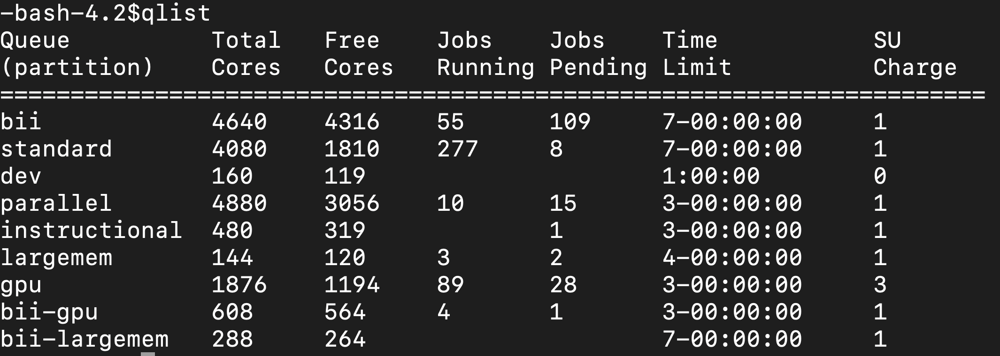 -bash-4.2$qlist
Queue Total Free Jobs Jobs Time SU
(partition) Cores Cores Running Pending Limit Charge
======================================================================
bii 4640 4316 55 109 7-00:00:00 1
standard 4080 1810 277 8 7-00:00:00 1
dev 160 119 1:00:00 0
parallel 4880 3056 10 15 3-00:00:00 1
instructional 480 319 1 3-00:00:00 1
largemem 144 120 3 2 4-00:00:00 1
gpu 1876 1194 89 28 3-00:00:00 3
bii-gpu 608 564 4 1 3-00:00:00 1
bii-largemem 288 264 7-00:00:00 1